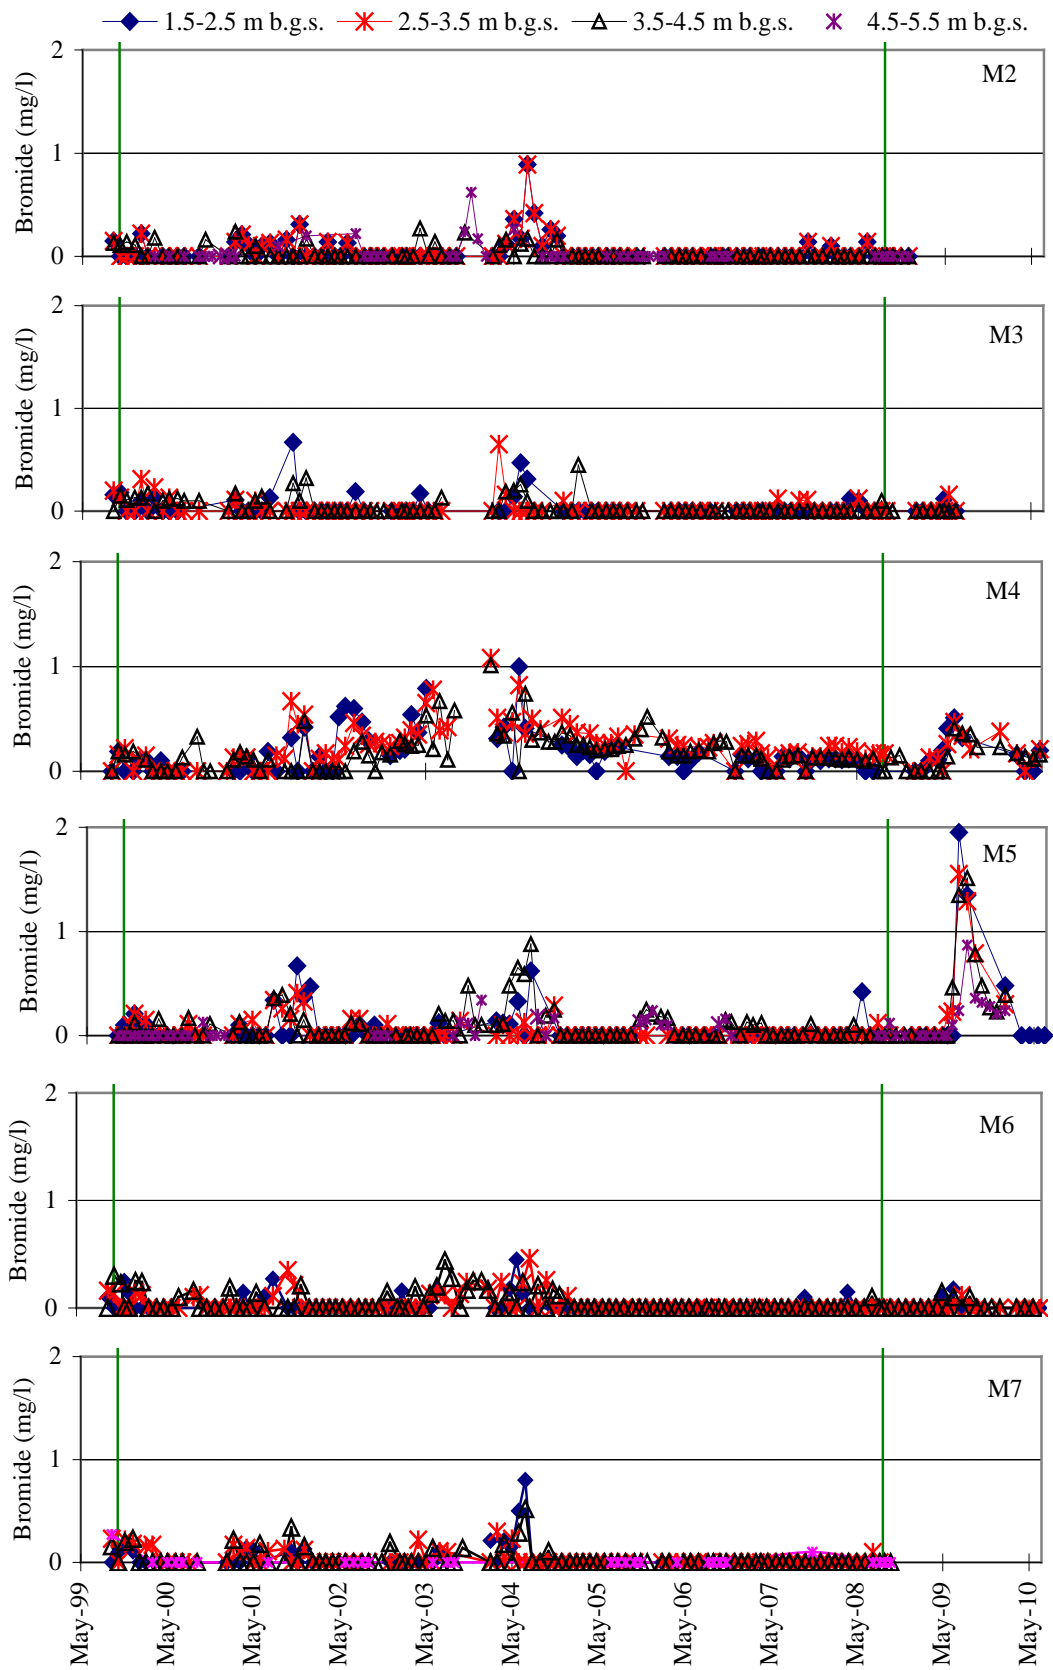 1.5-2.5 m b.g.s. 2.5-3.5 m b.g.s. 3.5-4.5 m b.g.s. 4.5-5.5 m b.g.s.
2
1
0
Bromide (mg/l)
M2
2
1
0
Bromide (mg/l)
M3
2
1
0
Bromide (mg/l)
M4
2
1
0
Bromide (mg/l)
M5
2
1
0
Bromide (mg/l)
M6
2
1
0
Bromide (mg/l)
M7
May-99 May-00 May-01 May-02 May-03 May-04 May-05 May-06 May-07 May-08 May-09 May-10